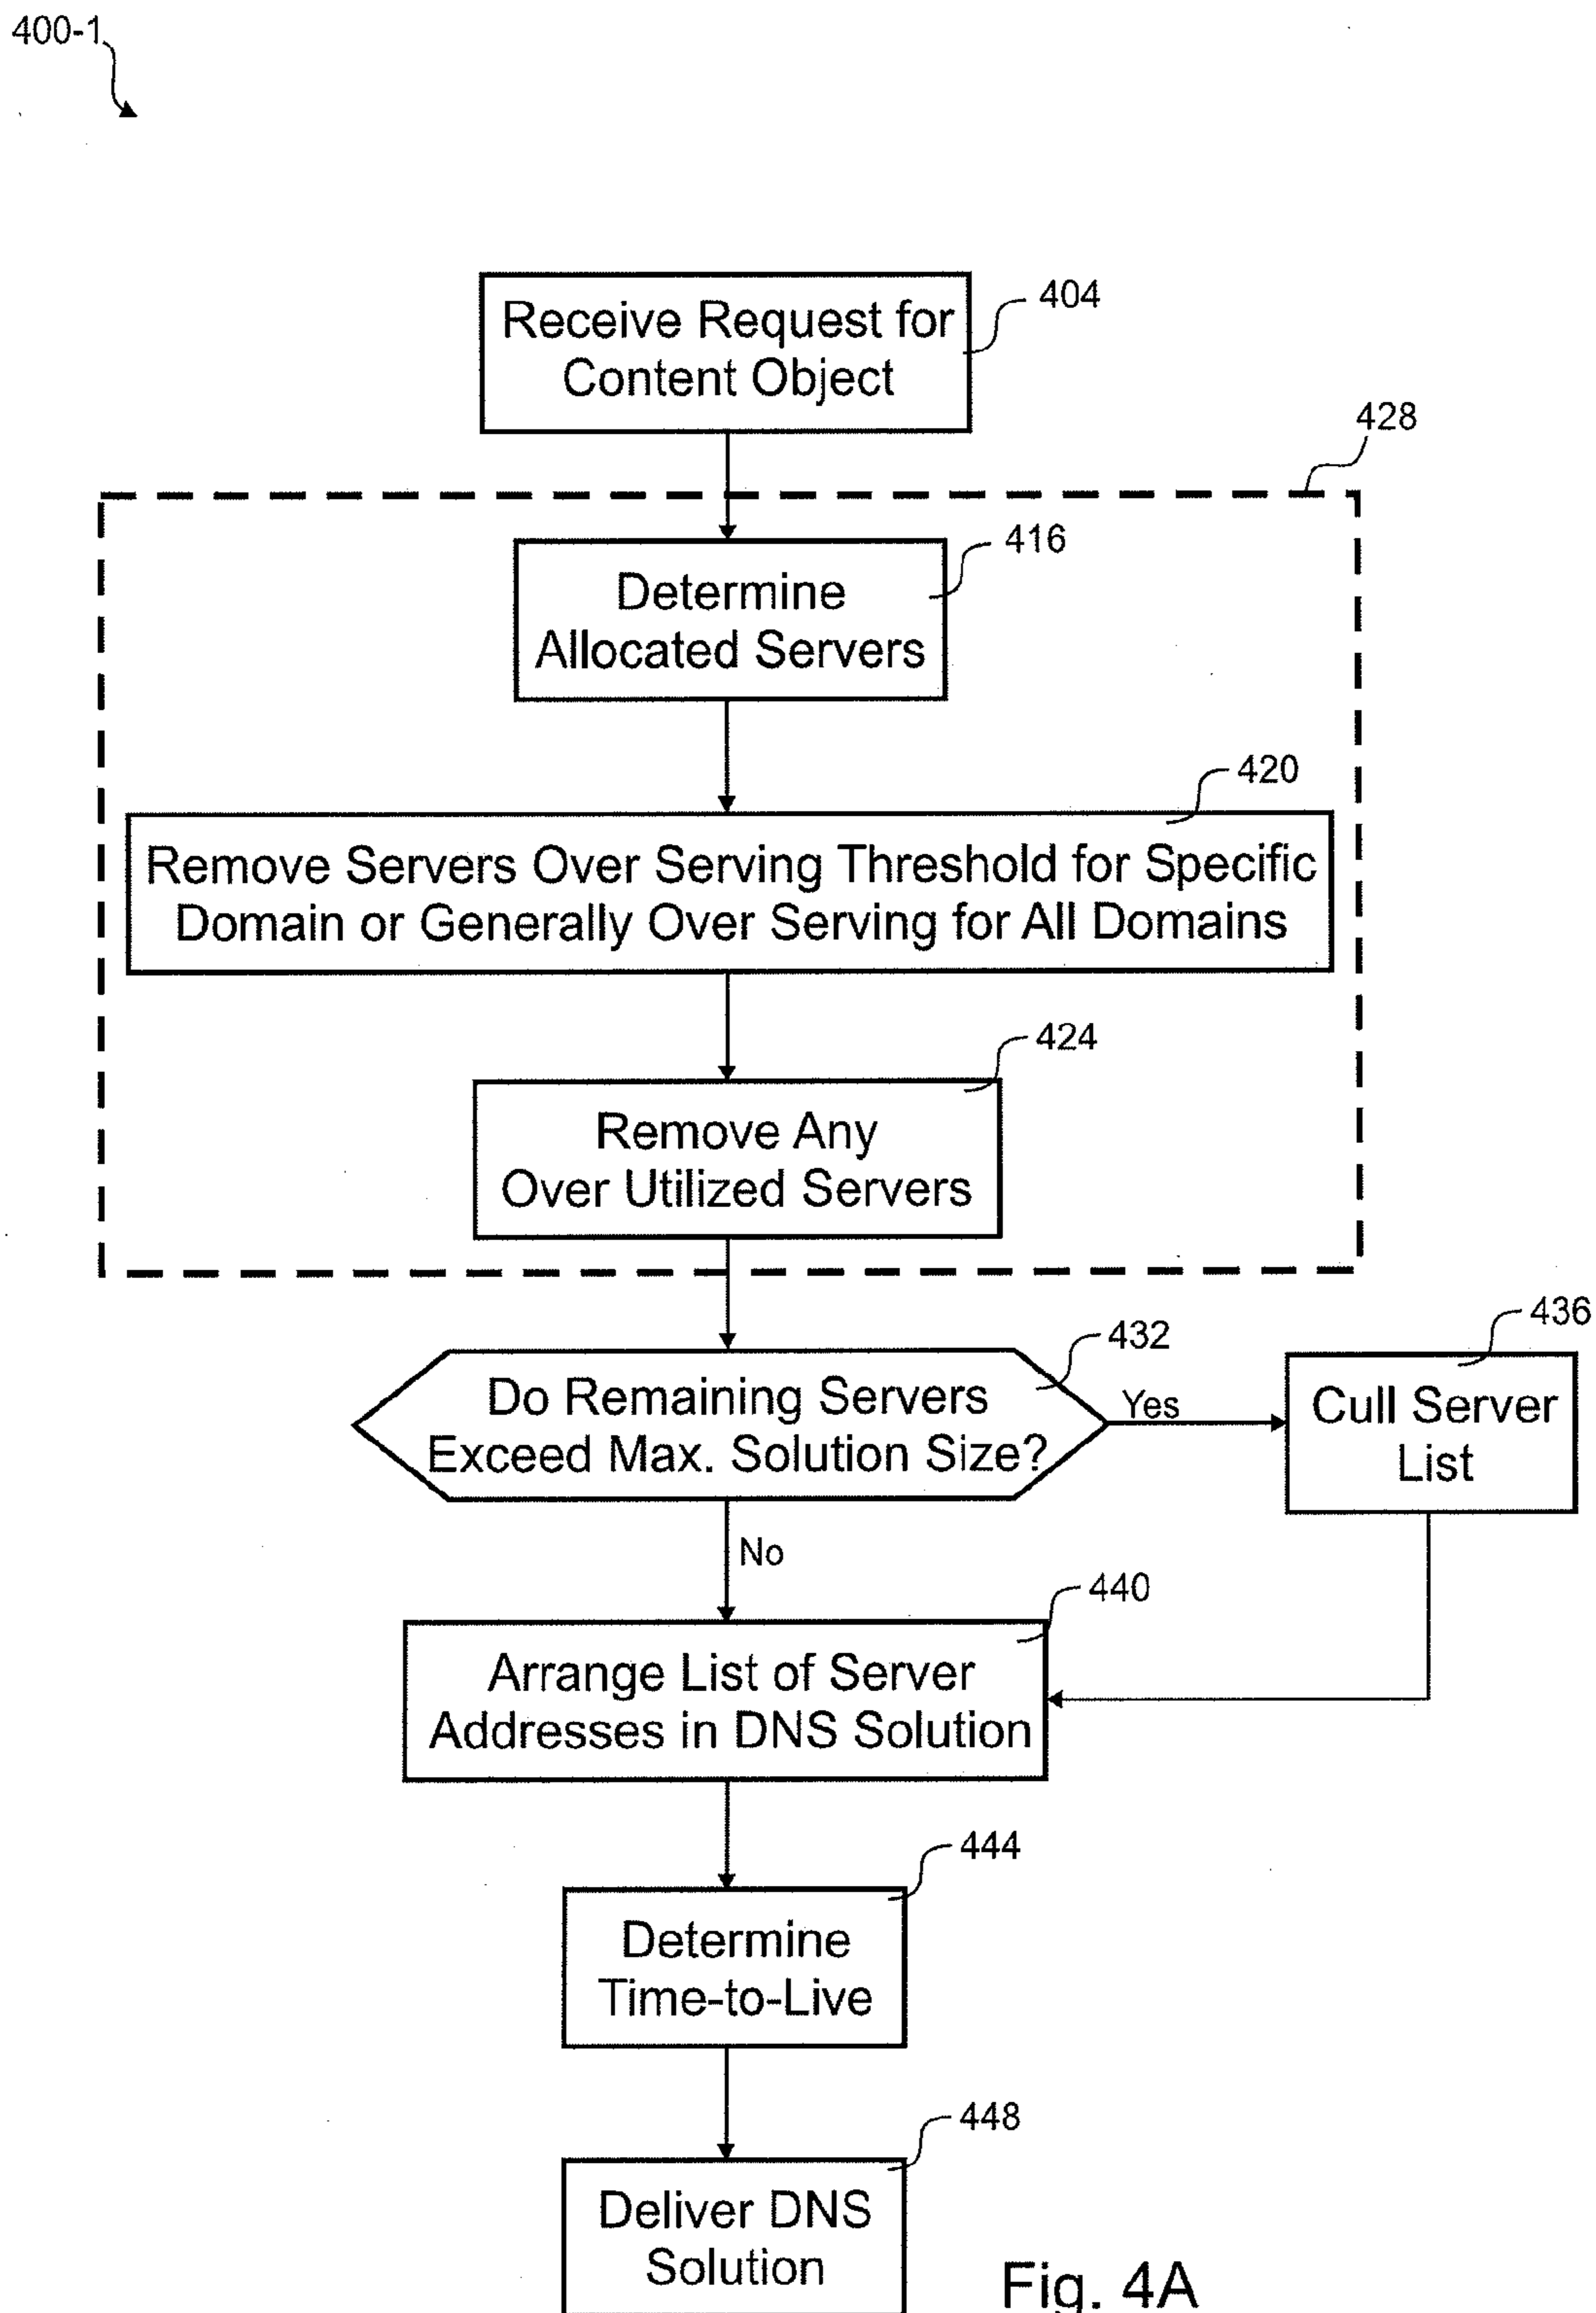 400-1
Receive Request for
Content Object
404
428
Determine
Allocated Servers
416
420
Remove Servers Over Serving Threshold for Specific
Domain or Generally Over Serving for All Domains
424
Remove Any
Over Utilized Servers
432
Do Remaining Servers
Exceed Max. Solution Size?
Yes
436
Cull Server
List
No
440
Arrange List of Server
Addresses in DNS Solution
444
Determine
Time-to-Live
448
Deliver DNS
Solution
Fig. 4A